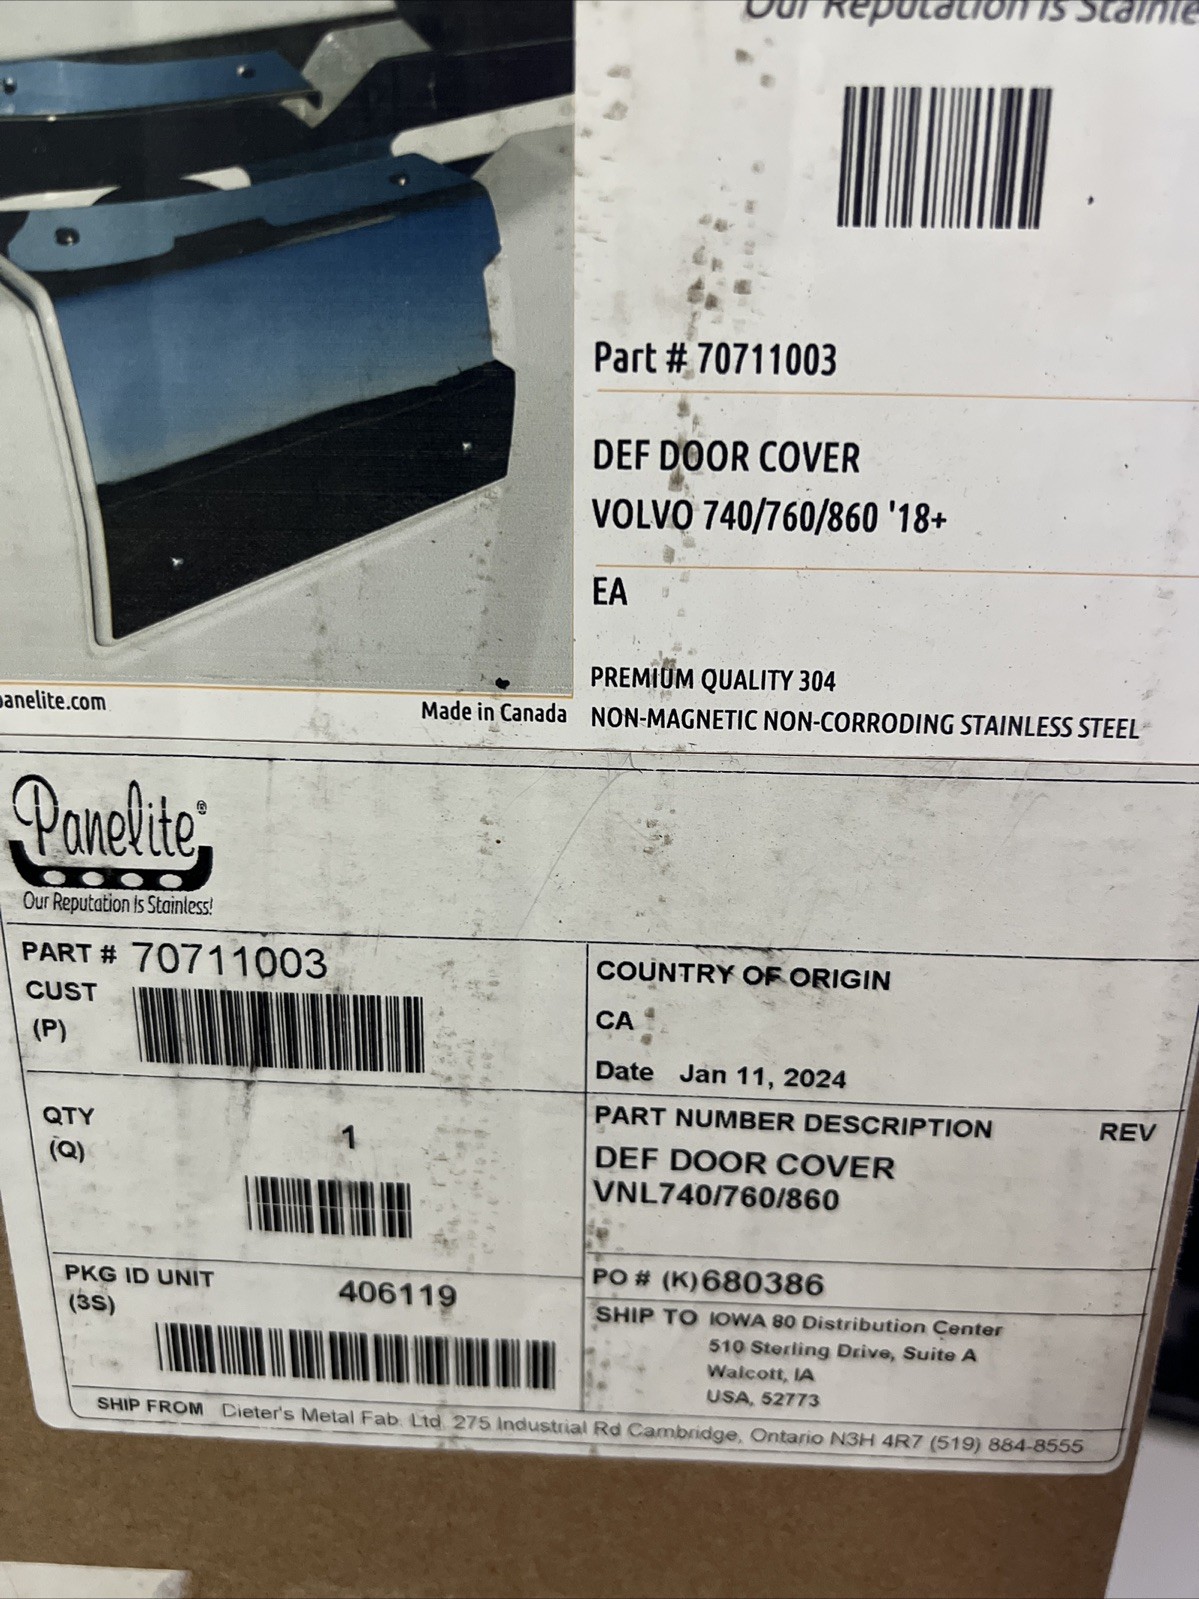 Our Reputation Is Stainle
Part # 70711003
DEF DOOR COVER
VOLVO 740/760/860 '18+
EA
PREMIUM QUALITY 304
NON-MAGNETIC NON-CORRODING STAINLESS STEEL
panelite.com
Made in Canada
Panelite®
Our Reputation Is Stainless!
PART # 70711003
CUST
(P)
QTY
(Q)
1
PKG ID UNIT
(3S)
406119
COUNTRY OF ORIGIN
CA
Date Jan 11, 2024
PART NUMBER DESCRIPTION REV
DEF DOOR COVER
VNL740/760/860
PO # (K) 680386
SHIP TO IOWA 80 Distribution Center
510 Sterling Drive, Suite A
Walcott, IA
USA, 52773
SHIP FROM Dieter's Metal Fab. Ltd. 275 Industrial Rd Cambridge, Ontario N3H 4R7 (519) 884-8555